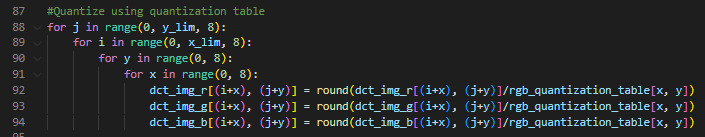 87 #Quantize using quantization table
88 for j in range(0, y_lim, 8):
89 for i in range(0, x_lim, 8):
90 for y in range(0, 8):
91 for x in range(0, 8):
92 dct_img_r[(i+x), (j+y)] = round(dct_img_r[(i+x), (j+y)]/rgb_quantization_table[x, y])
93 dct_img_g[(i+x), (j+y)] = round(dct_img_g[(i+x), (j+y)]/rgb_quantization_table[x, y])
94 dct_img_b[(i+x), (j+y)] = round(dct_img_b[(i+x), (j+y)]/rgb_quantization_table[x, y])